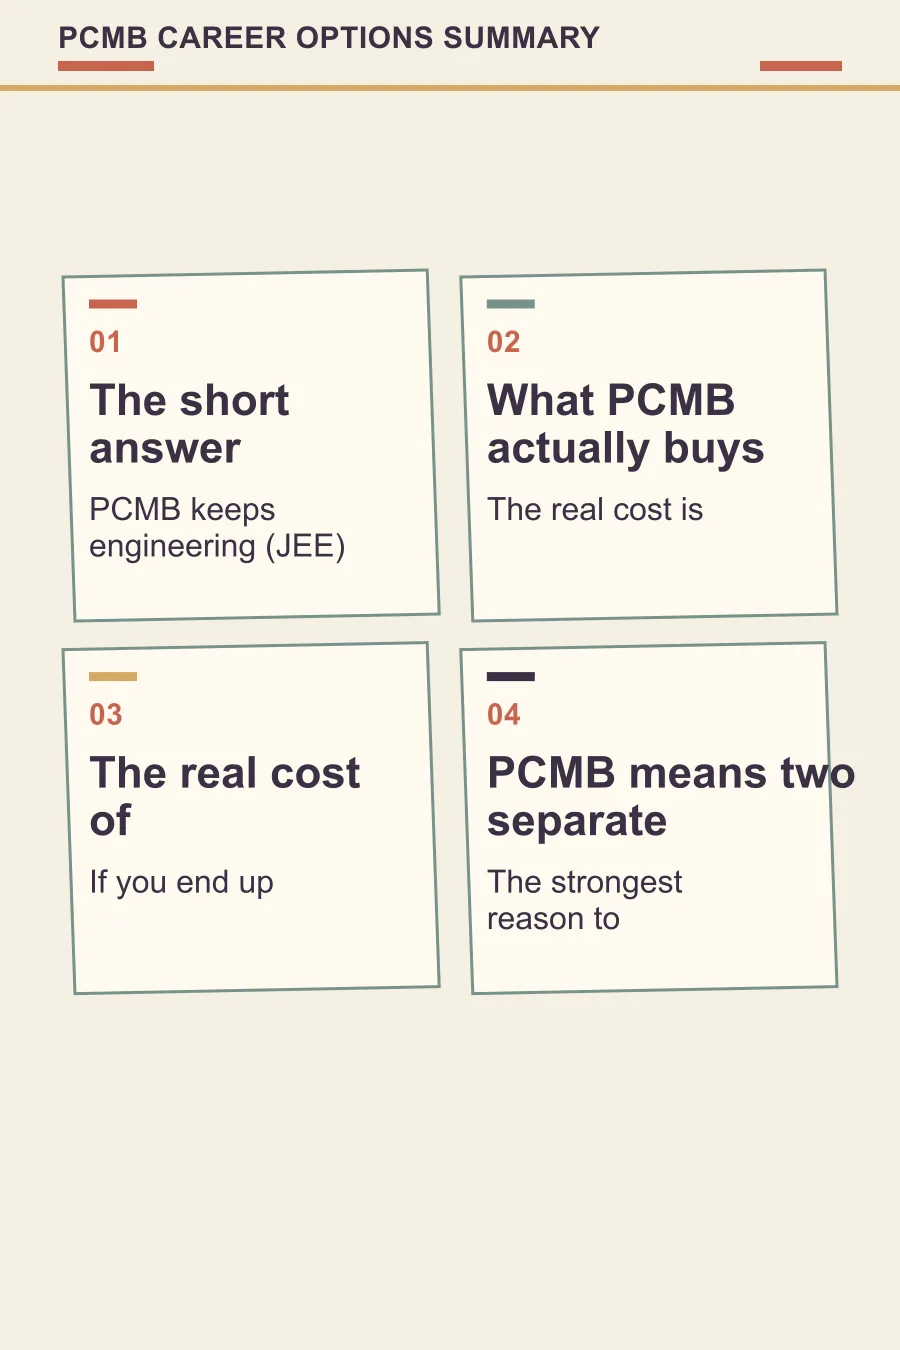 PCMB CAREER OPTIONS SUMMARY
01
The short
answer
PCMB keeps
engineering (JEE)
02
What PCMB
actually buys
The real cost is
03
The real cost
of
If you end up
04
PCMB means two
separate
The strongest
reason to